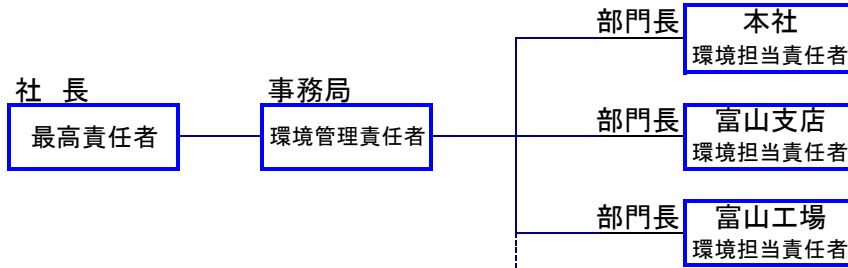 部門長
本社
環境担当責任者
社 長
事務局
最高責任者
環境管理責任者
部門長
富山支店
環境担当責任者
部門長
富山工場
環境担当責任者